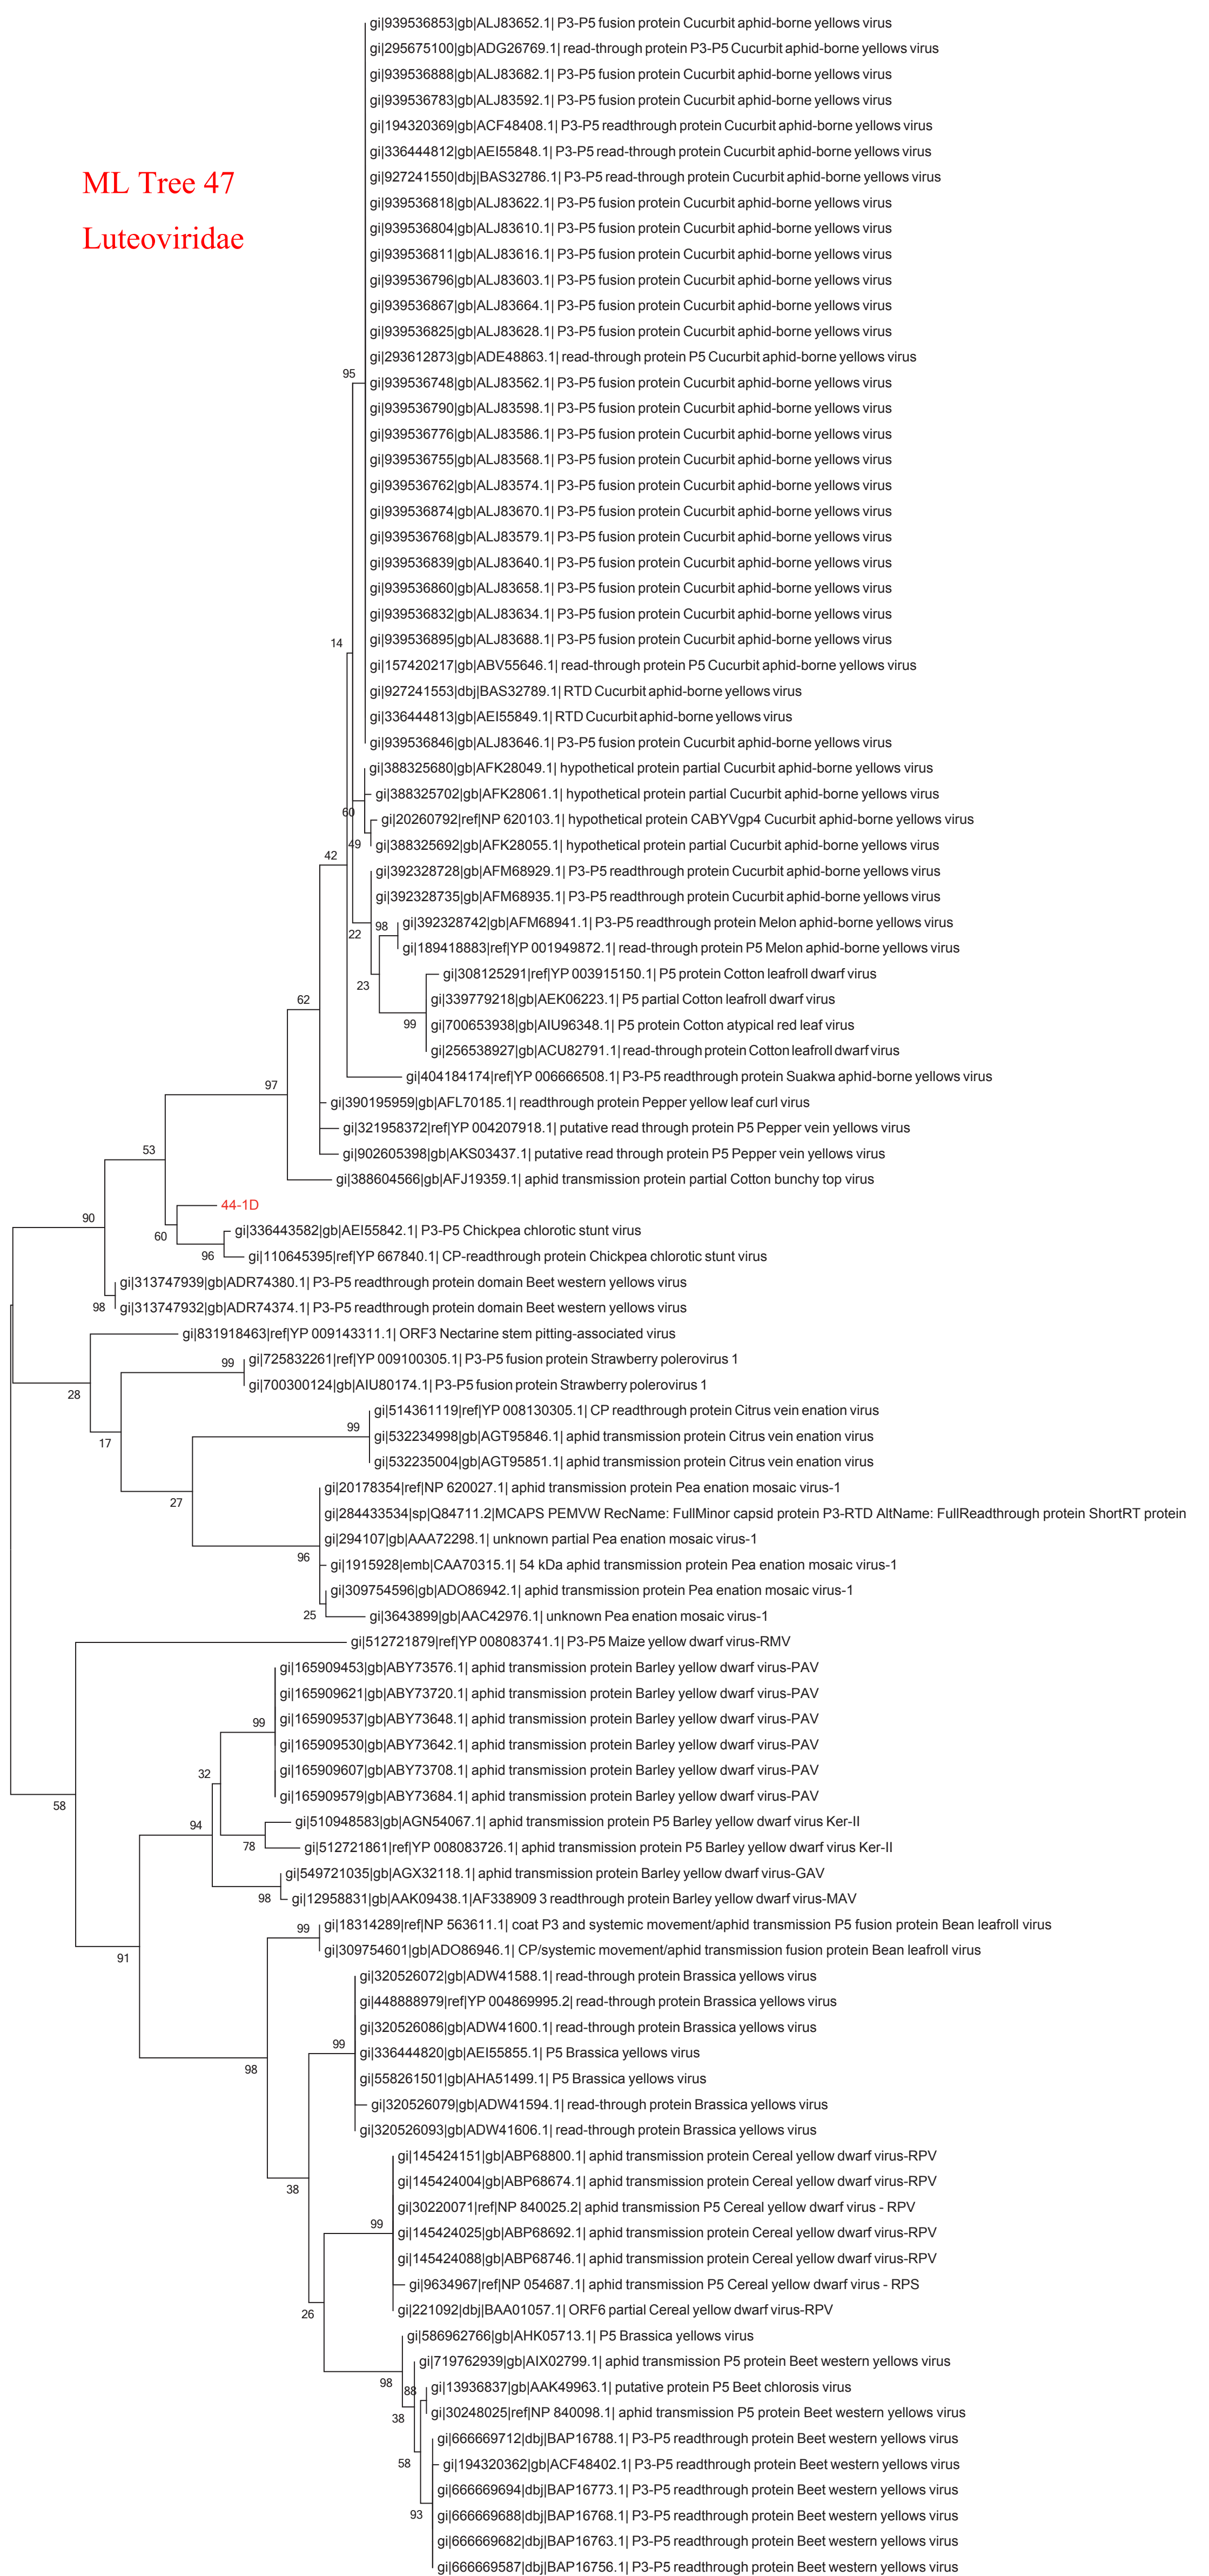 ML Tree 47
Luteoviridae
gi|939536853|gb|ALJ83652.1| P3-P5 fusion protein Cucurbit aphid-borne yellows virus
gi|295675100|gb|ADG26769.1| read-through protein P3-P5 Cucurbit aphid-borne yellows virus
gi|939536888|gb|ALJ83682.1| P3-P5 fusion protein Cucurbit aphid-borne yellows virus
gi|939536783|gb|ALJ83592.1| P3-P5 fusion protein Cucurbit aphid-borne yellows virus
gi|194320369|gb|ACF48408.1| P3-P5 readthrough protein Cucurbit aphid-borne yellows virus
gi|336444812|gb|AEI55848.1| P3-P5 read-through protein Cucurbit aphid-borne yellows virus
gi|927241550|dbj|BAS32786.1| P3-P5 read-through protein Cucurbit aphid-borne yellows virus
gi|939536818|gb|ALJ83622.1| P3-P5 fusion protein Cucurbit aphid-borne yellows virus
gi|939536804|gb|ALJ83610.1| P3-P5 fusion protein Cucurbit aphid-borne yellows virus
gi|939536811|gb|ALJ83616.1| P3-P5 fusion protein Cucurbit aphid-borne yellows virus
gi|939536796|gb|ALJ83603.1| P3-P5 fusion protein Cucurbit aphid-borne yellows virus
gi|939536867|gb|ALJ83664.1| P3-P5 fusion protein Cucurbit aphid-borne yellows virus
gi|939536825|gb|ALJ83628.1| P3-P5 fusion protein Cucurbit aphid-borne yellows virus
gi|293612873|gb|ADE48863.1| read-through protein P5 Cucurbit aphid-borne yellows virus
95
gi|939536748|gb|ALJ83562.1| P3-P5 fusion protein Cucurbit aphid-borne yellows virus
gi|939536790|gb|ALJ83598.1| P3-P5 fusion protein Cucurbit aphid-borne yellows virus
gi|939536776|gb|ALJ83586.1| P3-P5 fusion protein Cucurbit aphid-borne yellows virus
gi|939536755|gb|ALJ83568.1| P3-P5 fusion protein Cucurbit aphid-borne yellows virus
gi|939536762|gb|ALJ83574.1| P3-P5 fusion protein Cucurbit aphid-borne yellows virus
gi|939536874|gb|ALJ83670.1| P3-P5 fusion protein Cucurbit aphid-borne yellows virus
gi|939536768|gb|ALJ83579.1| P3-P5 fusion protein Cucurbit aphid-borne yellows virus
gi|939536839|gb|ALJ83640.1| P3-P5 fusion protein Cucurbit aphid-borne yellows virus
gi|939536860|gb|ALJ83658.1| P3-P5 fusion protein Cucurbit aphid-borne yellows virus
gi|939536832|gb|ALJ83634.1| P3-P5 fusion protein Cucurbit aphid-borne yellows virus
gi|939536895|gb|ALJ83688.1| P3-P5 fusion protein Cucurbit aphid-borne yellows virus
14
gi|157420217|gb|ABV55646.1| read-through protein P5 Cucurbit aphid-borne yellows virus
gi|927241553|dbj|BAS32789.1| RTD Cucurbit aphid-borne yellows virus
gi|336444813|gb|AEI55849.1| RTD Cucurbit aphid-borne yellows virus
gi|939536846|gb|ALJ83646.1| P3-P5 fusion protein Cucurbit aphid-borne yellows virus
gi|388325680|gb|AFK28049.1| hypothetical protein partial Cucurbit aphid-borne yellows virus
gi|388325702|gb|AFK28061.1| hypothetical protein partial Cucurbit aphid-borne yellows virus
60
gi|20260792|ref|NP 620103.1| hypothetical protein CABYVgp4 Cucurbit aphid-borne yellows virus
49
gi|388325692|gb|AFK28055.1| hypothetical protein partial Cucurbit aphid-borne yellows virus
42
gi|392328728|gb|AFM68929.1| P3-P5 readthrough protein Cucurbit aphid-borne yellows virus
gi|392328735|gb|AFM68935.1| P3-P5 readthrough protein Cucurbit aphid-borne yellows virus
22
98
gi|392328742|gb|AFM68941.1| P3-P5 readthrough protein Melon aphid-borne yellows virus
gi|189418883|ref|YP 001949872.1| read-through protein P5 Melon aphid-borne yellows virus
23
gi|308125291|ref|YP 003915150.1| P5 protein Cotton leafroll dwarf virus
62
gi|339779218|gb|AEK06223.1| P5 partial Cotton leafroll dwarf virus
99
gi|700653938|gb|AIU96348.1| P5 protein Cotton atypical red leaf virus
gi|256538927|gb|ACU82791.1| read-through protein Cotton leafroll dwarf virus
gi|404184174|ref|YP 006666508.1| P3-P5 readthrough protein Suakwa aphid-borne yellows virus
97
gi|390195959|gb|AFL70185.1| readthrough protein Pepper yellow leaf curl virus
gi|321958372|ref|YP 004207918.1| putative read through protein P5 Pepper vein yellows virus
53
gi|902605398|gb|AKS03437.1| putative read through protein P5 Pepper vein yellows virus
gi|388604566|gb|AFJ19359.1| aphid transmission protein partial Cotton bunchy top virus
44-1D
90
60
gi|336443582|gb|AEI55842.1| P3-P5 Chickpea chlorotic stunt virus
96
gi|110645395|ref|YP 667840.1| CP-readthrough protein Chickpea chlorotic stunt virus
gi|313747939|gb|ADR74380.1| P3-P5 readthrough protein domain Beet western yellows virus
98
gi|313747932|gb|ADR74374.1| P3-P5 readthrough protein domain Beet western yellows virus
gi|831918463|ref|YP 009143311.1| ORF3 Nectarine stem pitting-associated virus
99
gi|725832261|ref|YP 009100305.1| P3-P5 fusion protein Strawberry polerovirus 1
28
gi|700300124|gb|AIU80174.1| P3-P5 fusion protein Strawberry polerovirus 1
gi|514361119|ref|YP 008130305.1| CP readthrough protein Citrus vein enation virus
17
99
gi|532234998|gb|AGT95846.1| aphid transmission protein Citrus vein enation virus
gi|532235004|gb|AGT95851.1| aphid transmission protein Citrus vein enation virus
27
gi|20178354|ref|NP 620027.1| aphid transmission protein Pea enation mosaic virus-1
gi|284433534|sp|Q84711.2|MCAPS PEMVW RecName: FullMinor capsid protein P3-RTD AltName: FullReadthrough protein ShortRT protein
gi|294107|gb|AAA72298.1| unknown partial Pea enation mosaic virus-1
96
gi|1915928|emb|CAA70315.1| 54 kDa aphid transmission protein Pea enation mosaic virus-1
gi|309754596|gb|ADO86942.1| aphid transmission protein Pea enation mosaic virus-1
25
gi|3643899|gb|AAC42976.1| unknown Pea enation mosaic virus-1
gi|512721879|ref|YP 008083741.1| P3-P5 Maize yellow dwarf virus-RMV
gi|165909453|gb|ABY73576.1| aphid transmission protein Barley yellow dwarf virus-PAV
gi|165909621|gb|ABY73720.1| aphid transmission protein Barley yellow dwarf virus-PAV
99
gi|165909537|gb|ABY73648.1| aphid transmission protein Barley yellow dwarf virus-PAV
gi|165909530|gb|ABY73642.1| aphid transmission protein Barley yellow dwarf virus-PAV
32
gi|165909607|gb|ABY73708.1| aphid transmission protein Barley yellow dwarf virus-PAV
gi|165909579|gb|ABY73684.1| aphid transmission protein Barley yellow dwarf virus-PAV
58
94
gi|510948583|gb|AGN54067.1| aphid transmission protein P5 Barley yellow dwarf virus Ker-II
78
gi|512721861|ref|YP 008083726.1| aphid transmission protein P5 Barley yellow dwarf virus Ker-II
gi|549721035|gb|AGX32118.1| aphid transmission protein Barley yellow dwarf virus-GAV
98
gi|12958831|gb|AAK09438.1|AF338909 3 readthrough protein Barley yellow dwarf virus-MAV
99
gi|18314289|ref|NP 563611.1| coat P3 and systemic movement/aphid transmission P5 fusion protein Bean leafroll virus
91
gi|309754601|gb|ADO86946.1| CP/systemic movement/aphid transmission fusion protein Bean leafroll virus
gi|320526072|gb|ADW41588.1| read-through protein Brassica yellows virus
gi|448888979|ref|YP 004869995.2| read-through protein Brassica yellows virus
gi|320526086|gb|ADW41600.1| read-through protein Brassica yellows virus
99
gi|336444820|gb|AEI55855.1| P5 Brassica yellows virus
98
gi|558261501|gb|AHA51499.1| P5 Brassica yellows virus
gi|320526079|gb|ADW41594.1| read-through protein Brassica yellows virus
gi|320526093|gb|ADW41606.1| read-through protein Brassica yellows virus
gi|145424151|gb|ABP68800.1| aphid transmission protein Cereal yellow dwarf virus-RPV
38
gi|145424004|gb|ABP68674.1| aphid transmission protein Cereal yellow dwarf virus-RPV
gi|30220071|ref|NP 840025.2| aphid transmission P5 Cereal yellow dwarf virus - RPV
99
gi|145424025|gb|ABP68692.1| aphid transmission protein Cereal yellow dwarf virus-RPV
gi|145424088|gb|ABP68746.1| aphid transmission protein Cereal yellow dwarf virus-RPV
gi|9634967|ref|NP 054687.1| aphid transmission P5 Cereal yellow dwarf virus - RPS
26
gi|221092|dbj|BAA01057.1| ORF6 partial Cereal yellow dwarf virus-RPV
gi|586962766|gb|AHK05713.1| P5 Brassica yellows virus
gi|719762939|gb|AIX02799.1| aphid transmission P5 protein Beet western yellows virus
98
88
gi|13936837|gb|AAK49963.1| putative protein P5 Beet chlorosis virus
38
gi|30248025|ref|NP 840098.1| aphid transmission P5 protein Beet western yellows virus
gi|666669712|dbj|BAP16788.1| P3-P5 readthrough protein Beet western yellows virus
58
gi|194320362|gb|ACF48402.1| P3-P5 readthrough protein Beet western yellows virus
gi|666669694|dbj|BAP16773.1| P3-P5 readthrough protein Beet western yellows virus
93
gi|666669688|dbj|BAP16768.1| P3-P5 readthrough protein Beet western yellows virus
gi|666669682|dbj|BAP16763.1| P3-P5 readthrough protein Beet western yellows virus
gi|666669587|dbj|BAP16756.1| P3-P5 readthrough protein Beet western yellows virus